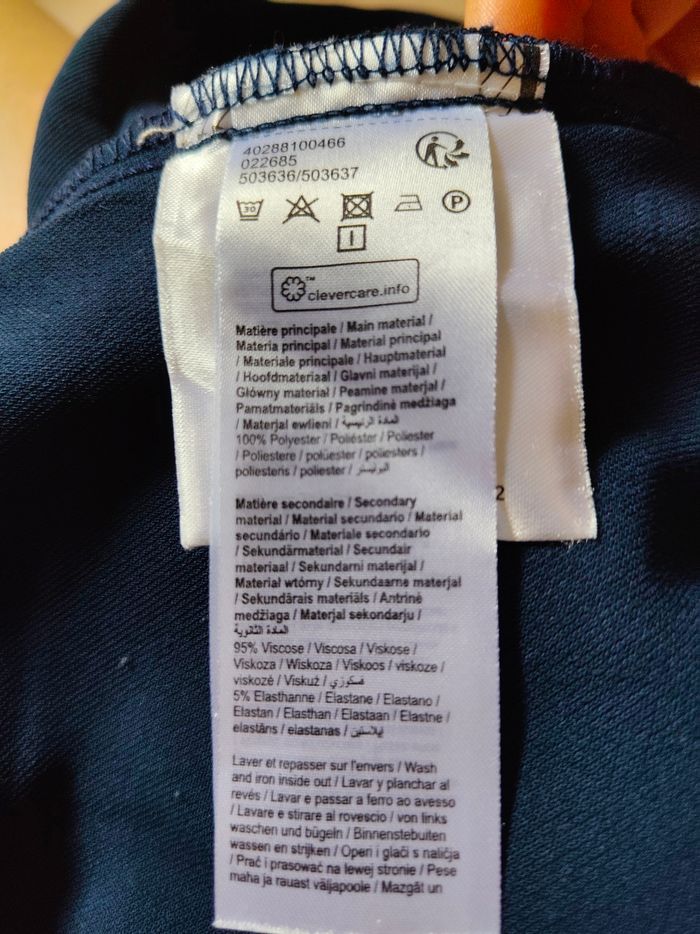 40288100466
022685
503636/503637
30
P
clevercare.info™
Matière principale / Main material /
Materia principal / Material principal
/ Materiale principale / Hauptmaterial
/ Hoofdmateriaal / Glavni materijal /
Główny material / Peamine materjal /
Pamatmateriāls / Pagrindinė medžiaga
/ Materjal ewlieni / المادة الرئيسية
100% Polyester / Poliéster / Poliester
/ Poliestere / polüester / poliesters /
poliesteris / poliester / البوليستر
Matière secondaire / Secondary
material / Material secundario / Material
secundário / Materiale secondario
/ Sekundärmaterial / Secundair
materiaal / Sekundarni materijal /
Materiał wtórny / Sekundaarne materjal
/ Sekundārais materiāls / Antrinė
medžiaga / Materjal sekondarju /
المادة الثانوية
95% Viscose / Viscosa / Viskose /
Viskoza / Wiskoza / Viskoos / viskoze /
viskozė / Viskuż / فسكوزي
5% Elasthanne / Elastane / Elastano /
Elastan / Elasthan / Elastaan / Elastne /
elastāns / elastanas / إيلاستين
Laver et repasser sur l'envers / Wash
and iron inside out / Lavar y planchar al
revés / Lavar e passar a ferro ao avesso
/ Lavare e stirare al rovescio / von links
waschen und bügeln / Binnenstebuiten
wassen en strijken / Operi i glači s naličja
/ Prać i prasować na lewej stronie / Pese
maha ja rauast väljapoole / Mazgāt un
2